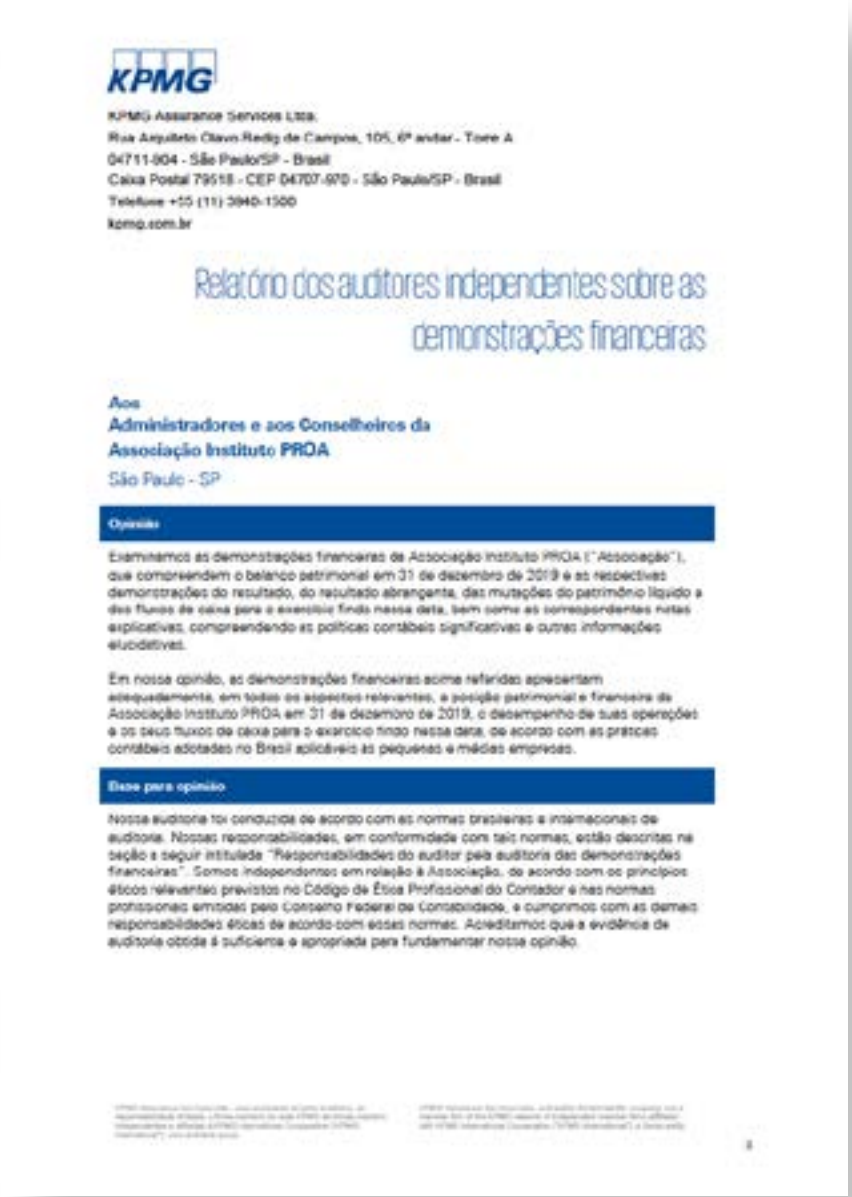 KPMG
KPMG Assurance Services Ltda.
Rua Arquiteto Olavo Redig de Campos, 105, 6º andar - Torre A
04711-904 - São Paulo/SP - Brasil
Caixa Postal 79518 - CEP 04707-970 - São Paulo/SP - Brasil
Telefone +55 (11) 3940-1500
kpmg.com.br
Relatório dos auditores independentes sobre as
demonstrações financeiras
Aos
Administradores e aos Conselheiros da
Associação Instituto PROA
São Paulo - SP
Opinião
Examinamos as demonstrações financeiras da Associação Instituto PROA ("Associação"),
que compreendem o balanço patrimonial em 31 de dezembro de 2019 e as respectivas
demonstrações do resultado, do resultado abrangente, das mutações do patrimônio líquido e
dos fluxos de caixa para o exercício findo nessa data, bem como as correspondentes notas
explicativas, compreendendo as políticas contábeis significativas e outras informações
elucidativas.
Em nossa opinião, as demonstrações financeiras acima referidas apresentam
adequadamente, em todos os aspectos relevantes, a posição patrimonial e financeira da
Associação Instituto PROA em 31 de dezembro de 2019, o desempenho de suas operações
e os seus fluxos de caixa para o exercício findo nessa data, de acordo com as práticas
contábeis adotadas no Brasil aplicáveis às pequenas e médias empresas.
Base para opinião
Nossa auditoria foi conduzida de acordo com as normas brasileiras e internacionais de
auditoria. Nossas responsabilidades, em conformidade com tais normas, estão descritas na
seção a seguir intitulada "Responsabilidades do auditor pela auditoria das demonstrações
financeiras". Somos independentes em relação à Associação, de acordo com os princípios
éticos relevantes previstos no Código de Ética Profissional do Contador e nas normas
profissionais emitidas pelo Conselho Federal de Contabilidade, e cumprimos com as demais
responsabilidades éticas de acordo com essas normas. Acreditamos que a evidência de
auditoria obtida é suficiente e apropriada para fundamentar nossa opinião.